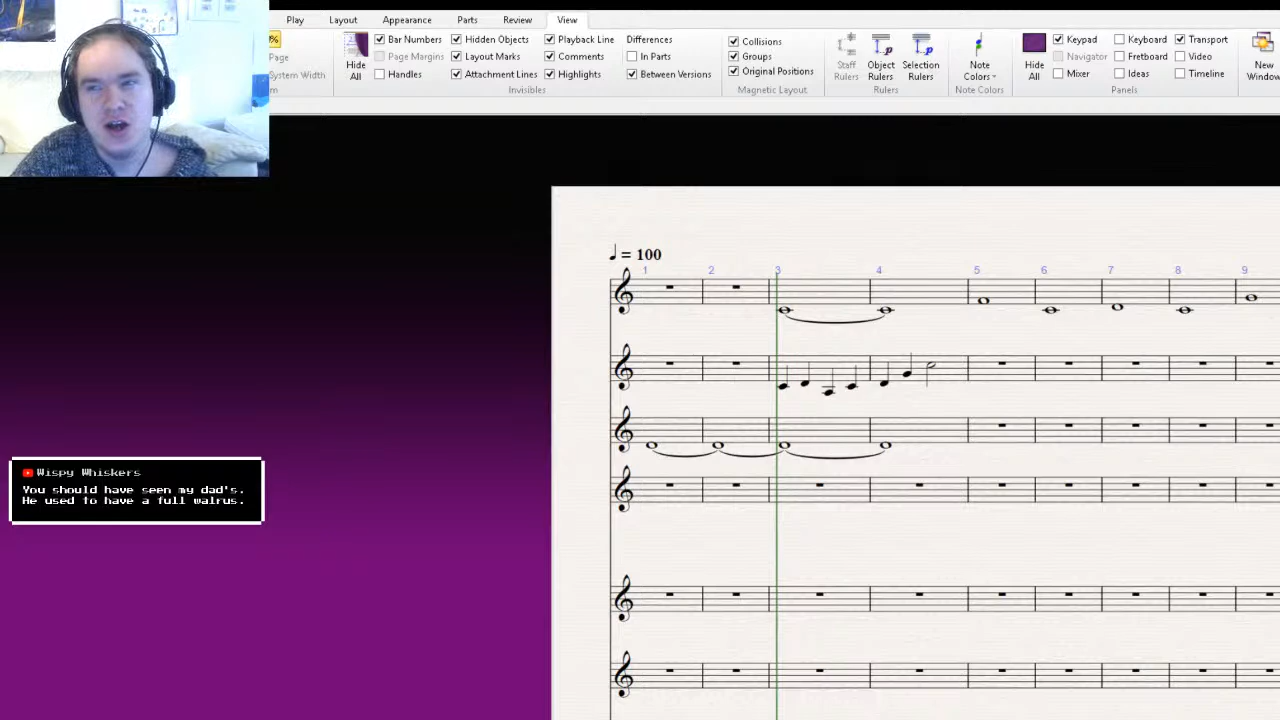 Play Layout Appearance Parts Review View
% Bar Numbers Hidden Objects Playback Line Differences Collisions Keypad Keyboard Transport
Page Hide All Page Margins Layout Marks Comments In Parts Groups Staff Rulers Object Rulers Selection Rulers Note Colors Hide All Navigator Fretboard Video New Window
System Width Handles Attachment Lines Highlights Between Versions Original Positions Mixer Ideas Timeline
m Invisibles Magnetic Layout Rulers Note Colors Panels
= 100
1 2 3 4 5 6 7 8 9
Wispy Whiskers
You should have seen my dad's.
He used to have a full walrus.